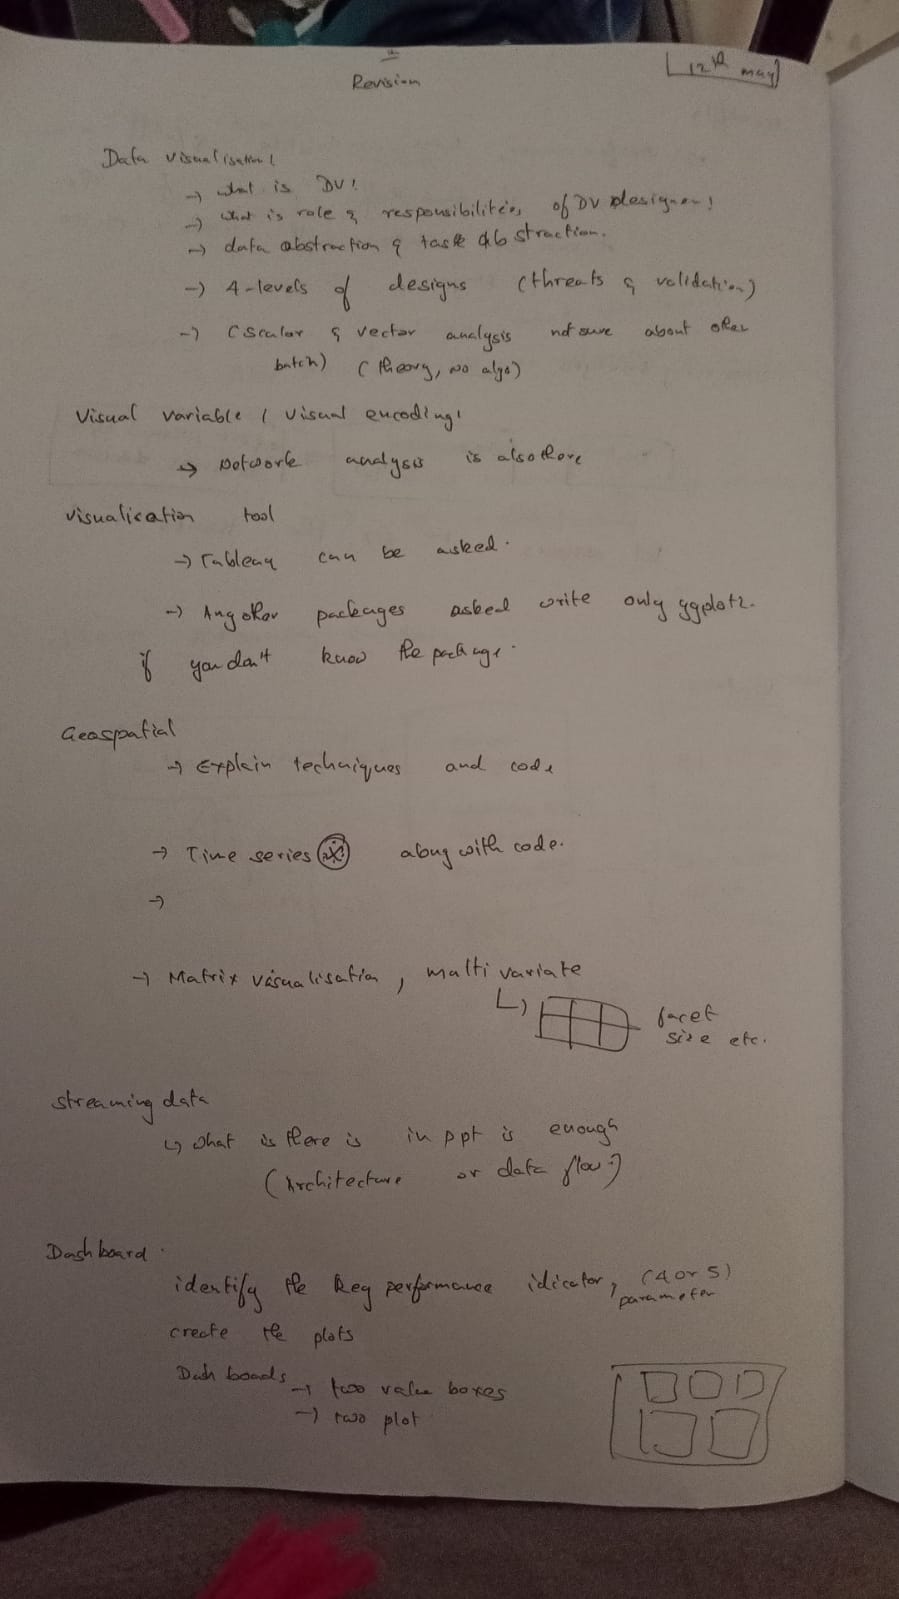 Revision
12th may
Data visualisation!
→ what is DV!
→ what is role & responsibilities of DV designer!
→ data abstraction & task abstraction.
→ 4-levels of designs (threats & validation)
→ (scalar & vector analysis not sure about other
batch) (theory, no algo)
Visual variable / visual encoding!
→ Network analysis is also there
visualisation tool
→ Tableau can be asked.
→ Any other packages asked write only ggplot2.
if you don't know the package.
Geospatial
→ Explain techniques and code
→ Time series along with code.
→
→ Matrix visualisation, multi variate
facet
size etc.
streaming data
↳ what is there is in ppt is enough
(Architecture or data flow)
Dashboard.
identify the key performance idicator, (4 or 5)
parameter
create the plots
Dash boads → two value boxes
→ two plot